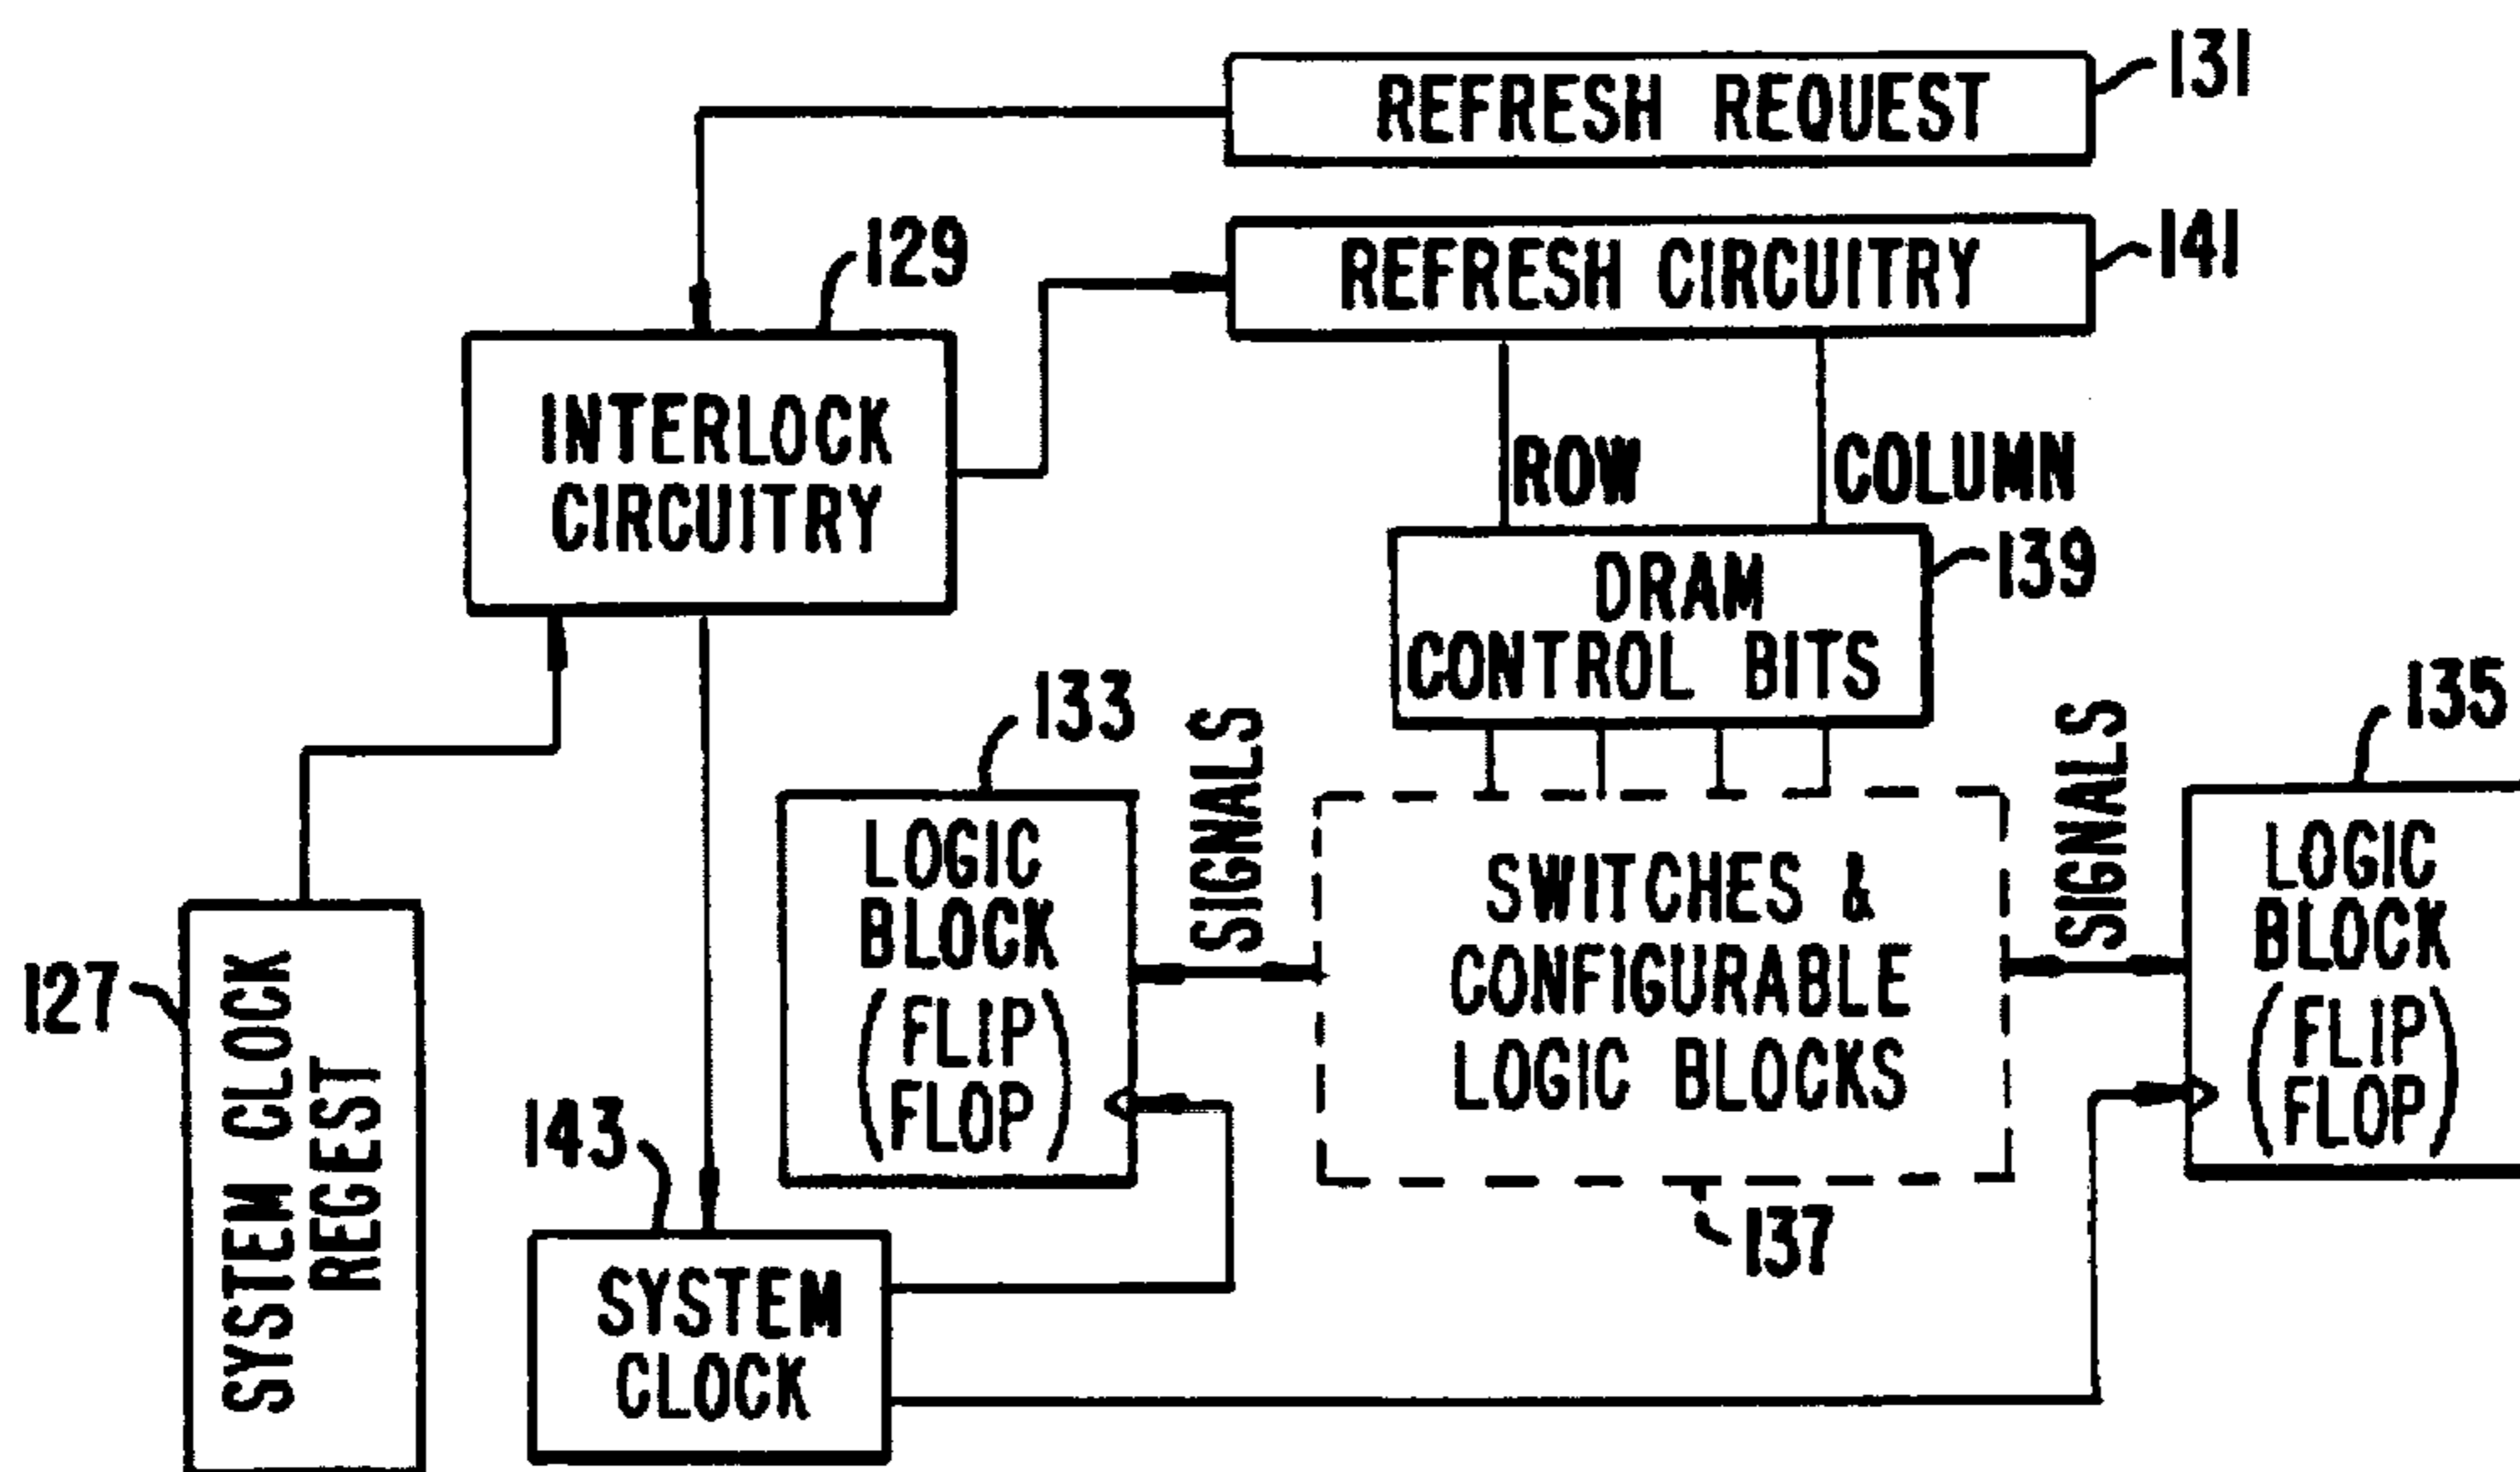 REFRESH REQUEST
131
REFRESH CIRCUITRY
141
129
INTERLOCK
CIRCUITRY
ROW
COLUMN
DRAM
CONTROL BITS
139
133
SIGNALS
LOGIC
BLOCK
(FLIP
FLOP)
SWITCHES &
CONFIGURABLE
LOGIC BLOCKS
137
SIGNALS
135
LOGIC
BLOCK
(FLIP
FLOP)
127
SYSTEM CLOCK
REGEST
143
SYSTEM
CLOCK